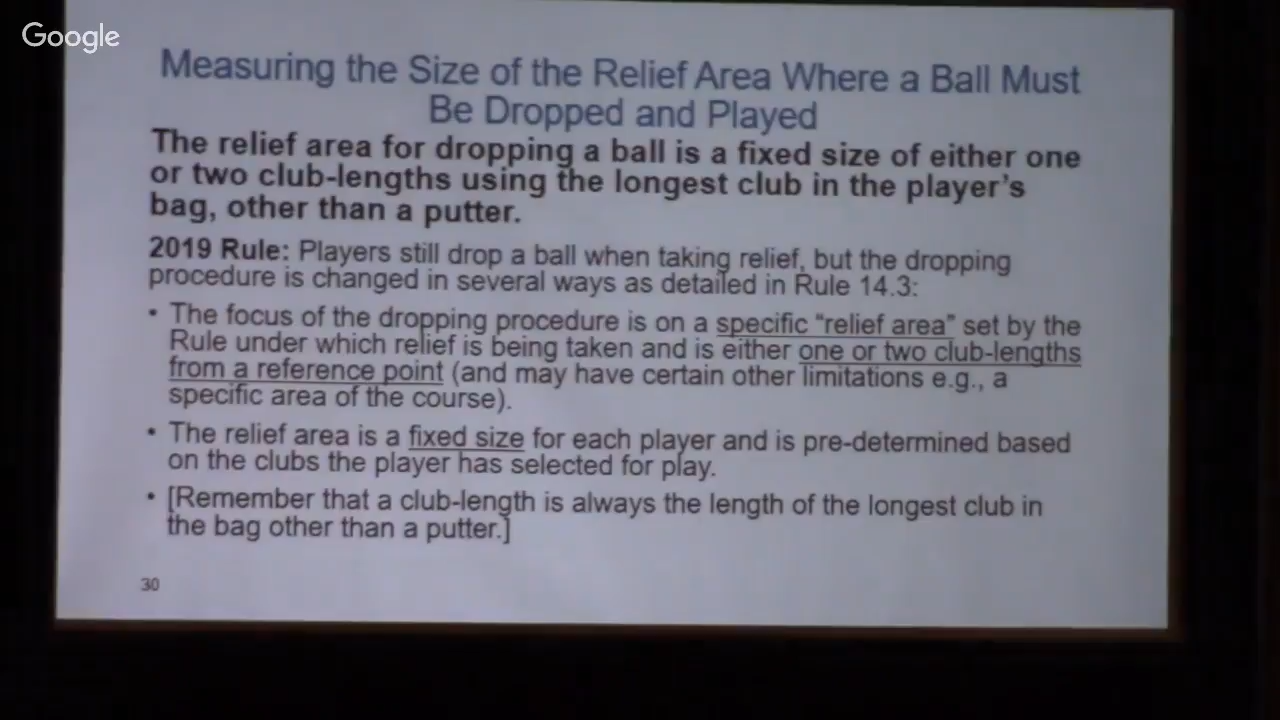 Google
Measuring the Size of the Relief Area Where a Ball Must
Be Dropped and Played
The relief area for dropping a ball is a fixed size of either one
or two club-lengths using the longest club in the player's
bag, other than a putter.
2019 Rule: Players still drop a ball when taking relief, but the dropping
procedure is changed in several ways as detailed in Rule 14.3:
• The focus of the dropping procedure is on a specific “relief area” set by the
Rule under which relief is being taken and is either one or two club-lengths
from a reference point (and may have certain other limitations e.g., a
specific area of the course).
• The relief area is a fixed size for each player and is pre-determined based
on the clubs the player has selected for play.
• [Remember that a club-length is always the length of the longest club in
the bag other than a putter.]
30